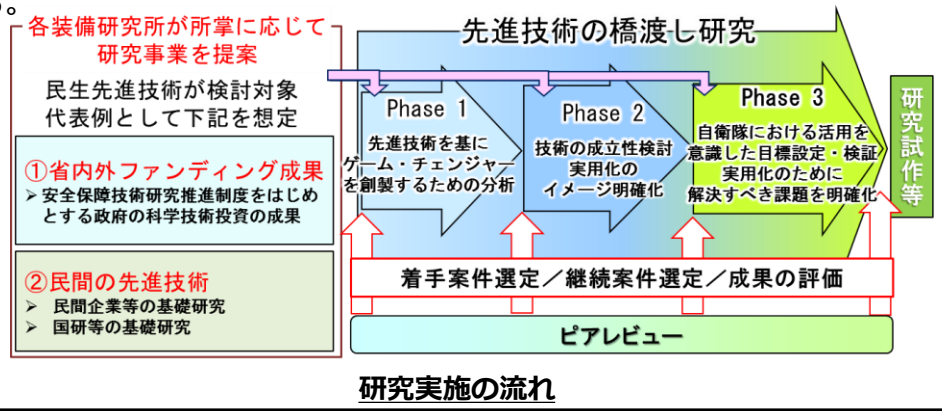 る。
各装備研究所が所掌に応じて
研究事業を提案
民生先進技術が検討対象
代表例として下記を想定
①省内外ファンディング成果
➢ 安全保障技術研究推進制度をはじめ
とする政府の科学技術投資の成果
②民間の先進技術
➢ 民間企業等の基礎研究
➢ 国研等の基礎研究
先進技術の橋渡し研究
Phase 1
先進技術を基に
ゲーム・チェンジャー
を創製するための分析
Phase 2
技術の成立性検討
実用化の
イメージ明確化
Phase 3
自衛隊における活用を
意識した目標設定・検証
実用化のために
解決すべき課題を明確化
研究試作等
着手案件選定／継続案件選定／成果の評価
ピアレビュー
研究実施の流れ